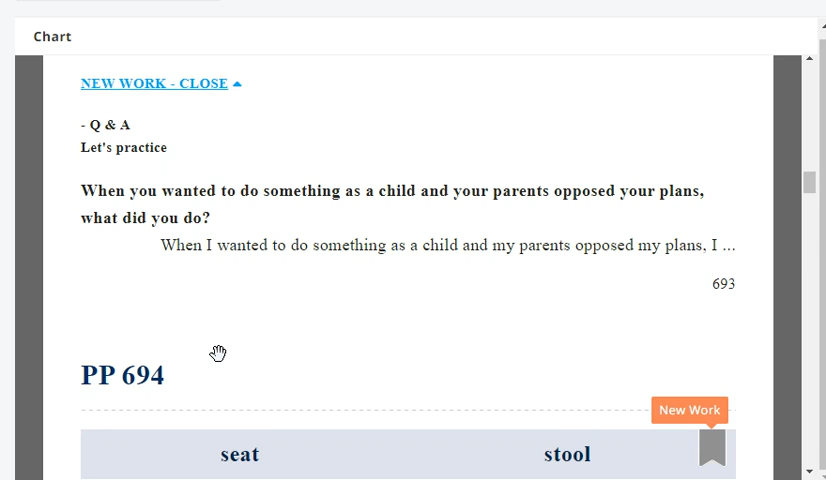 Chart
NEW WORK - CLOSE
- Q & A
Let's practice
When you wanted to do something as a child and your parents opposed your plans,
what did you do?
When I wanted to do something as a child and my parents opposed my plans, I ...
693
PP 694
New Work
seat stool